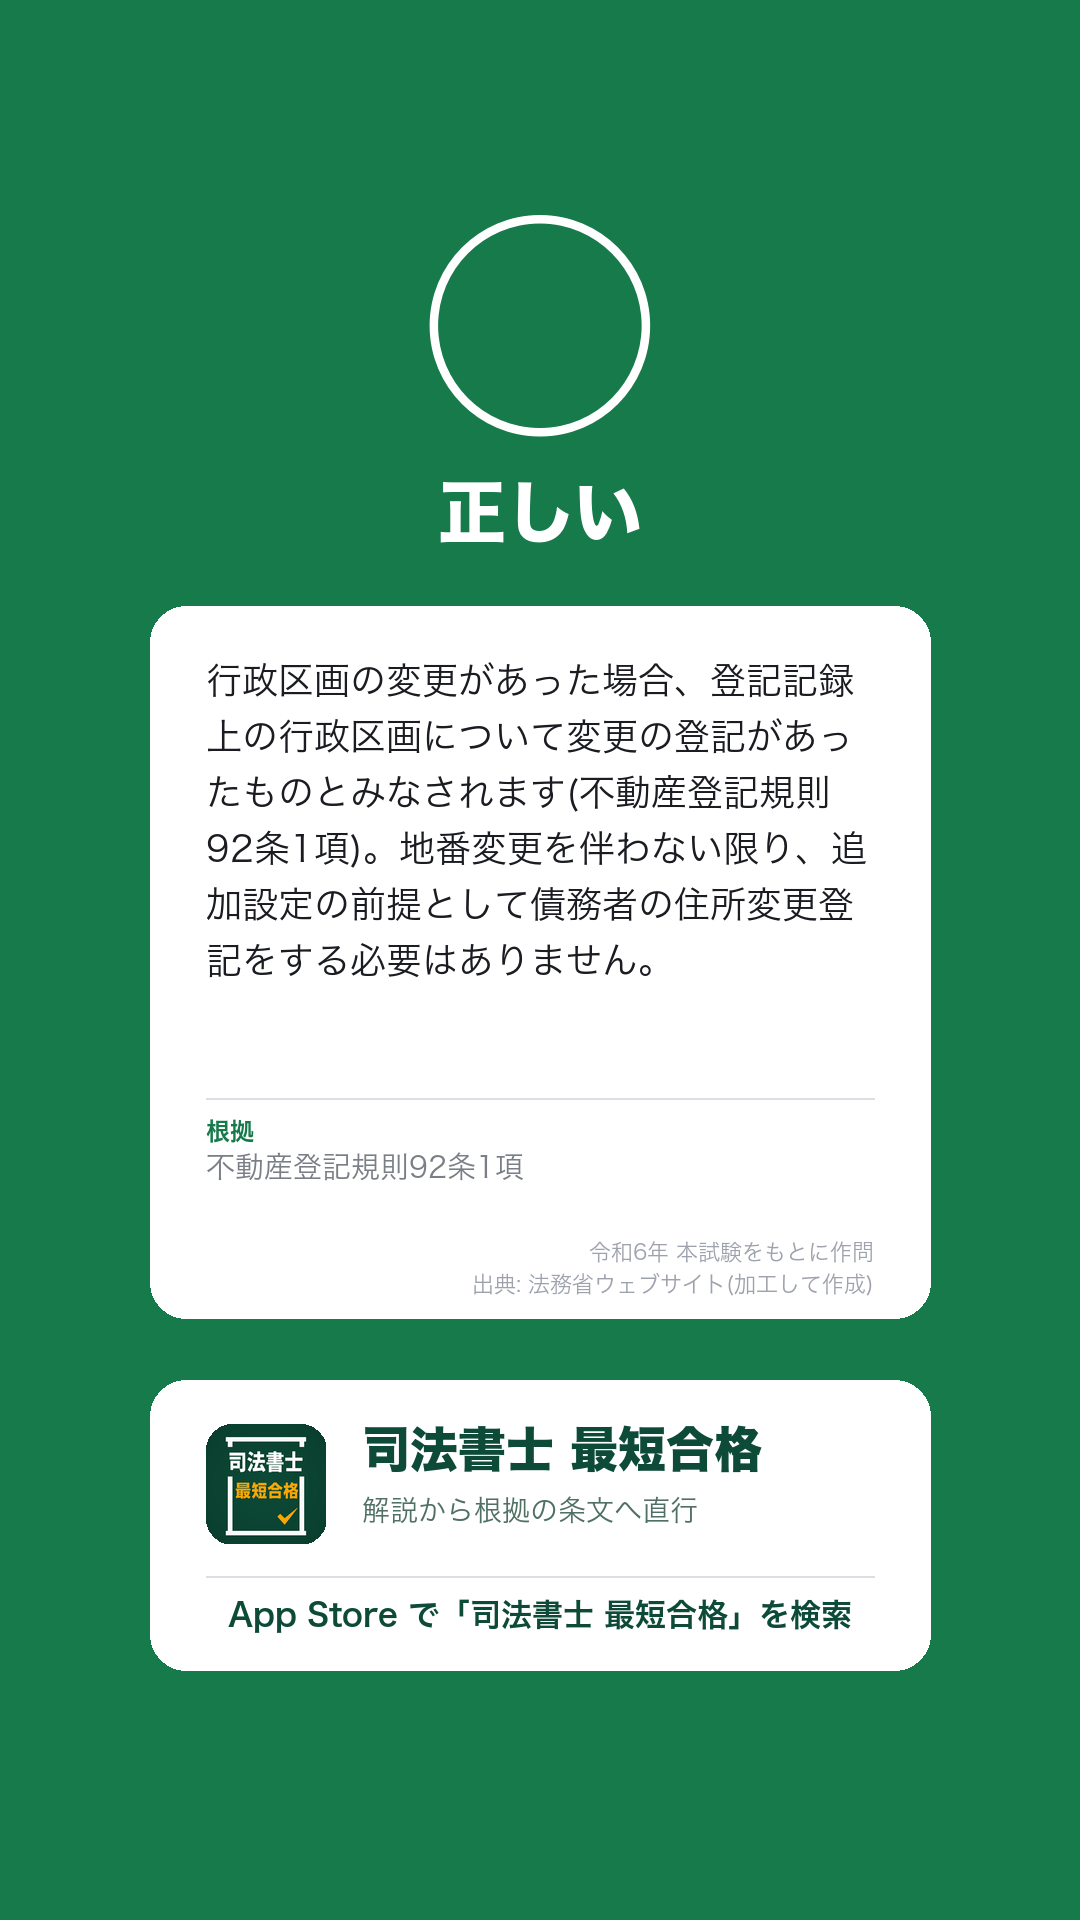 正しい
行政区画の変更があった場合、登記記録
上の行政区画について変更の登記があっ
たものとみなされます(不動産登記規則
92条1項)。地番変更を伴わない限り、追
加設定の前提として債務者の住所変更登
記をする必要はありません。
根拠
不動産登記規則92条1項
令和6年 本試験をもとに作問
出典: 法務省ウェブサイト(加工して作成)
司法書士
最短合格
司法書士 最短合格
解説から根拠の条文へ直行
App Store で「司法書士 最短合格」を検索